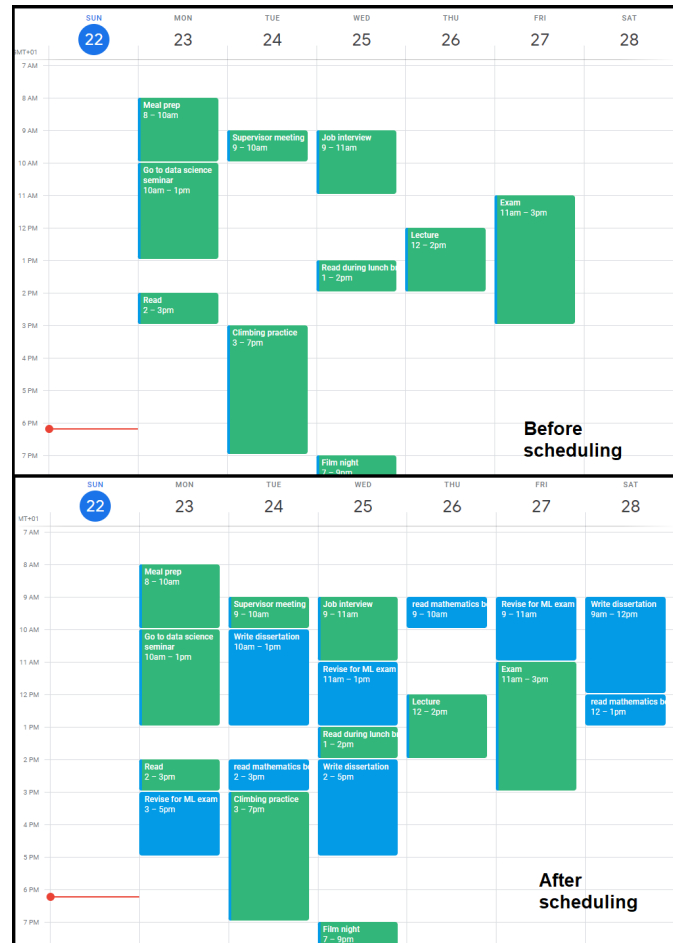 SUN MON TUE WED THU FRI SAT
22 23 24 25 26 27 28
MT+01
7 AM
8 AM
Meal prep
8 – 10am
9 AM
Supervisor meeting
9 – 10am
Job interview
9 – 11am
10 AM
Go to data science
seminar
10am – 1pm
11 AM
Exam
11am – 3pm
12 PM
Lecture
12 – 2pm
1 PM
Read during lunch b
1 – 2pm
2 PM
Read
2 – 3pm
3 PM
Climbing practice
3 – 7pm
4 PM
5 PM
6 PM
Before
scheduling
7 PM
Film night
7 – 9pm
SUN MON TUE WED THU FRI SAT
22 23 24 25 26 27 28
MT+01
7 AM
8 AM
Meal prep
8 – 10am
9 AM
Supervisor meeting
9 – 10am
Job interview
9 – 11am
read mathematics b
9 – 10am
Revise for ML exam
9 – 11am
Write dissertation
9am – 12pm
10 AM
Go to data science
seminar
10am – 1pm
Write dissertation
10am – 1pm
11 AM
Revise for ML exam
11am – 1pm
Exam
11am – 3pm
12 PM
Lecture
12 – 2pm
read mathematics b
12 – 1pm
1 PM
Read during lunch b
1 – 2pm
2 PM
Read
2 – 3pm
read mathematics b
2 – 3pm
Write dissertation
2 – 5pm
3 PM
Revise for ML exam
3 – 5pm
Climbing practice
3 – 7pm
4 PM
5 PM
6 PM
After
scheduling
7 PM
Film night
7 – 9pm